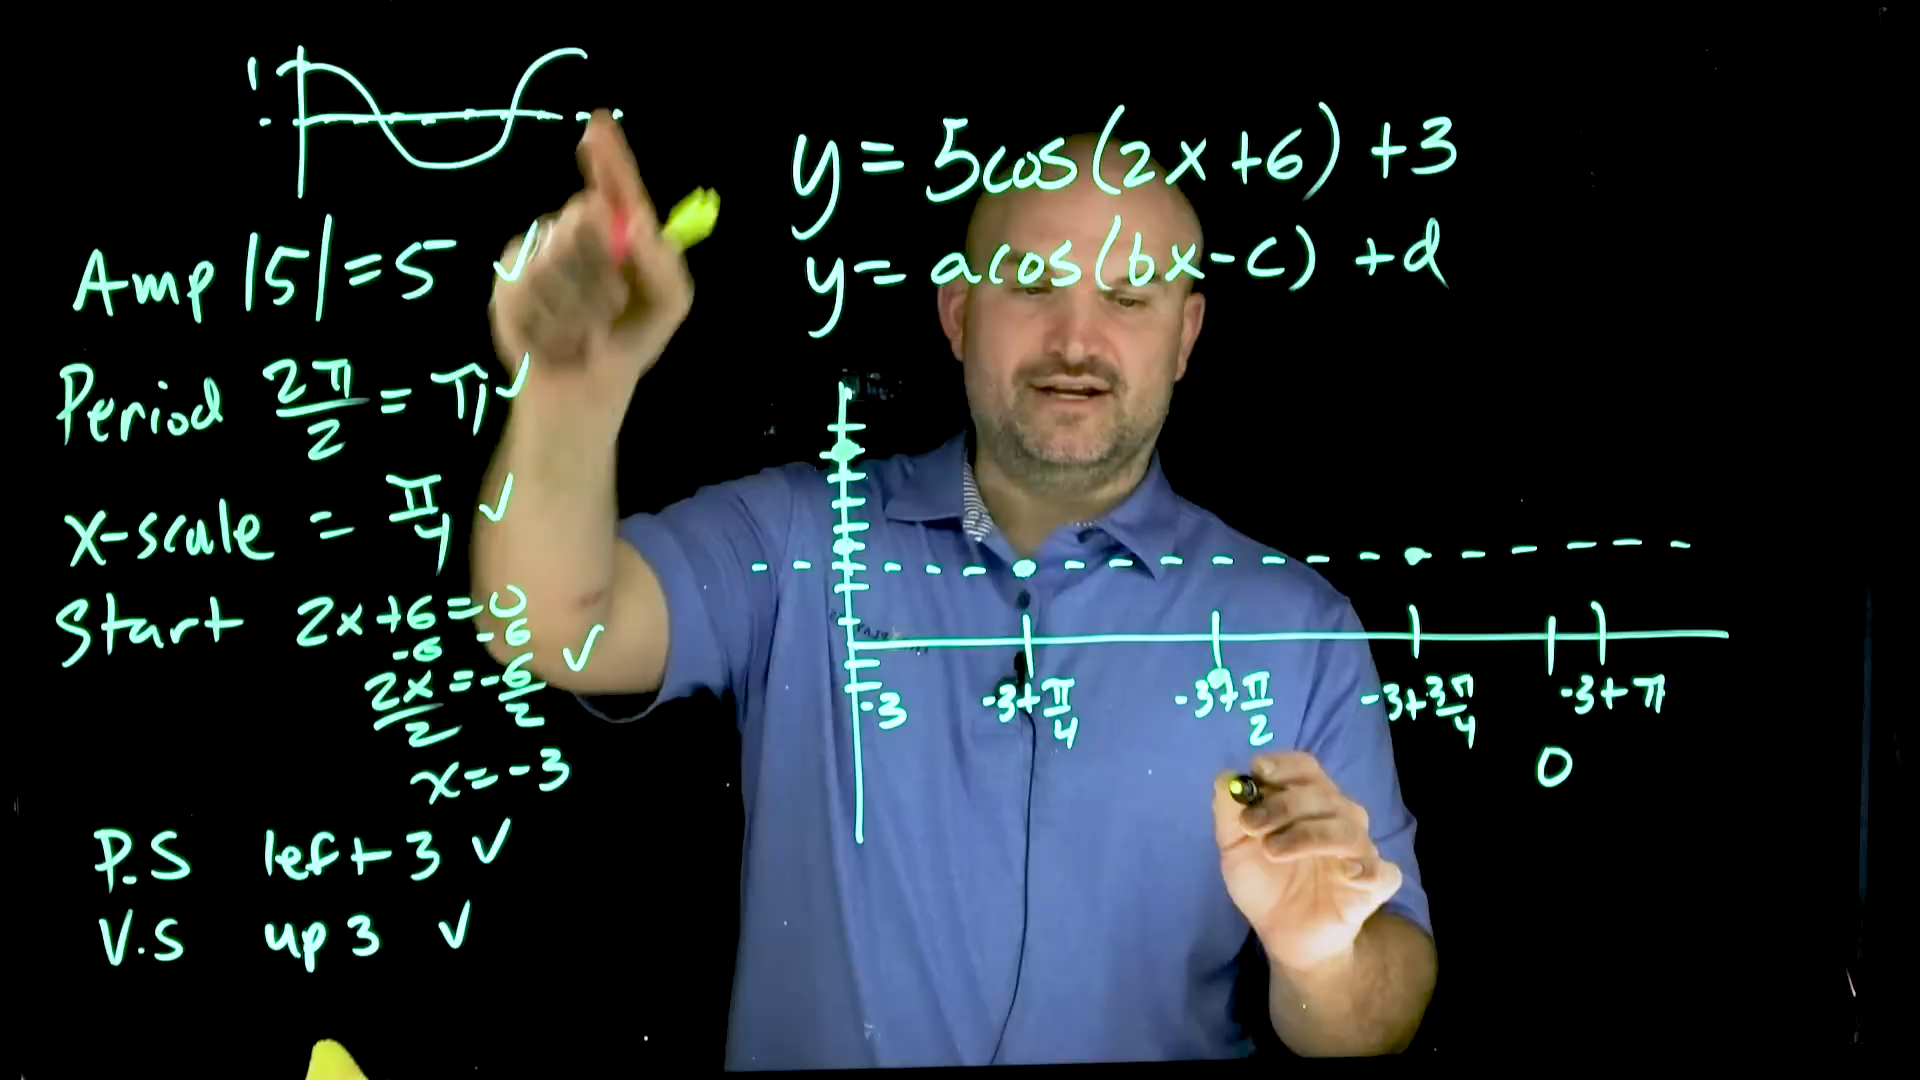 1
y = 5cos(2x+6) +3
y = acos(bx-c) +d
Amp |5| = 5 ✓
Period 2π/2 = π ✓
x-scale = π/4 ✓
Start 2x+6=0
-6 -6 ✓
2x/2 = -6/2
x = -3
P.S left 3 ✓
V.S up 3 ✓
-3 -3+π/4 -3+π/2 -3+3π/4 -3+π
0